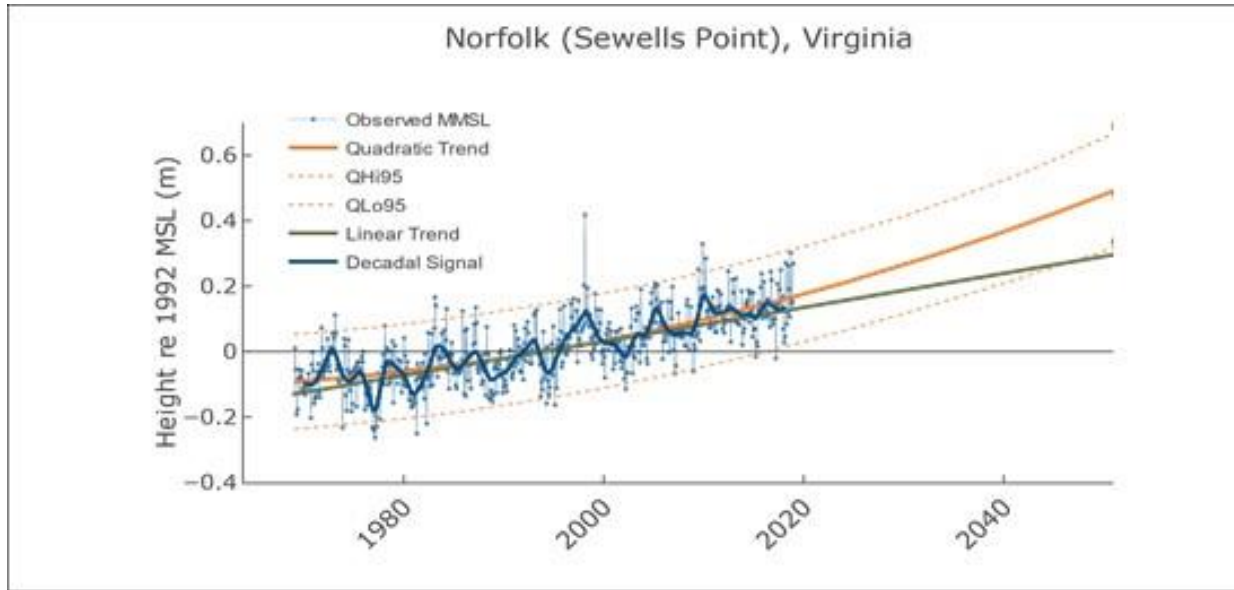 Norfolk (Sewells Point), Virginia
Observed MMSL
Quadratic Trend
QHi95
QLo95
Linear Trend
Decadal Signal
Height re 1992 MSL (m)
0.6
0.4
0.2
0
−0.2
−0.4
1980
2000
2020
2040